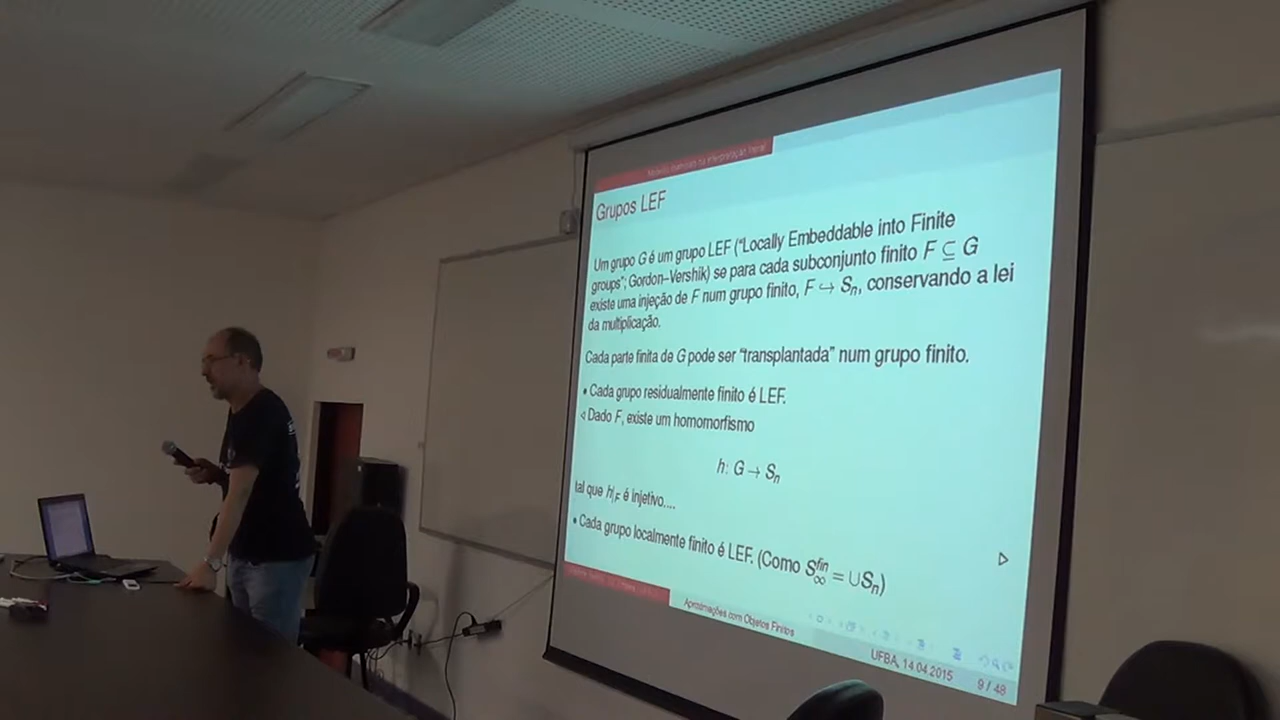 Grupos LEF
Um grupo G é um grupo LEF (“Locally Embeddable into Finite
groups”; Gordon–Vershik) se para cada subconjunto finito F ⊆ G
existe uma injeção de F num grupo finito, F ↪ Sₙ, conservando a lei
da multiplicação.
Cada parte finita de G pode ser “transplantada” num grupo finito.
• Cada grupo residualmente finito é LEF.
◃ Dado F, existe um homomorfismo
h: G → Sₙ
tal que h|F é injetivo....
• Cada grupo localmente finito é LEF. (Como S∞^fin = ∪Sₙ)
▷
Aproximações com Objetos Finitos
UFBA, 14.04.2015
9 / 48